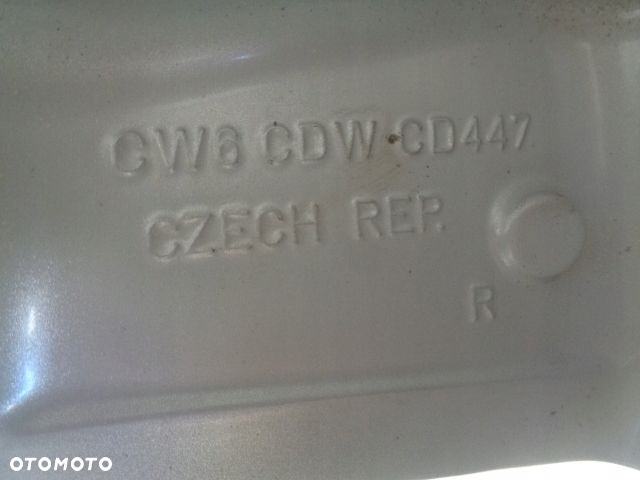 CW6 CDW CD447
CZECH REP.
R
OTOMOTO